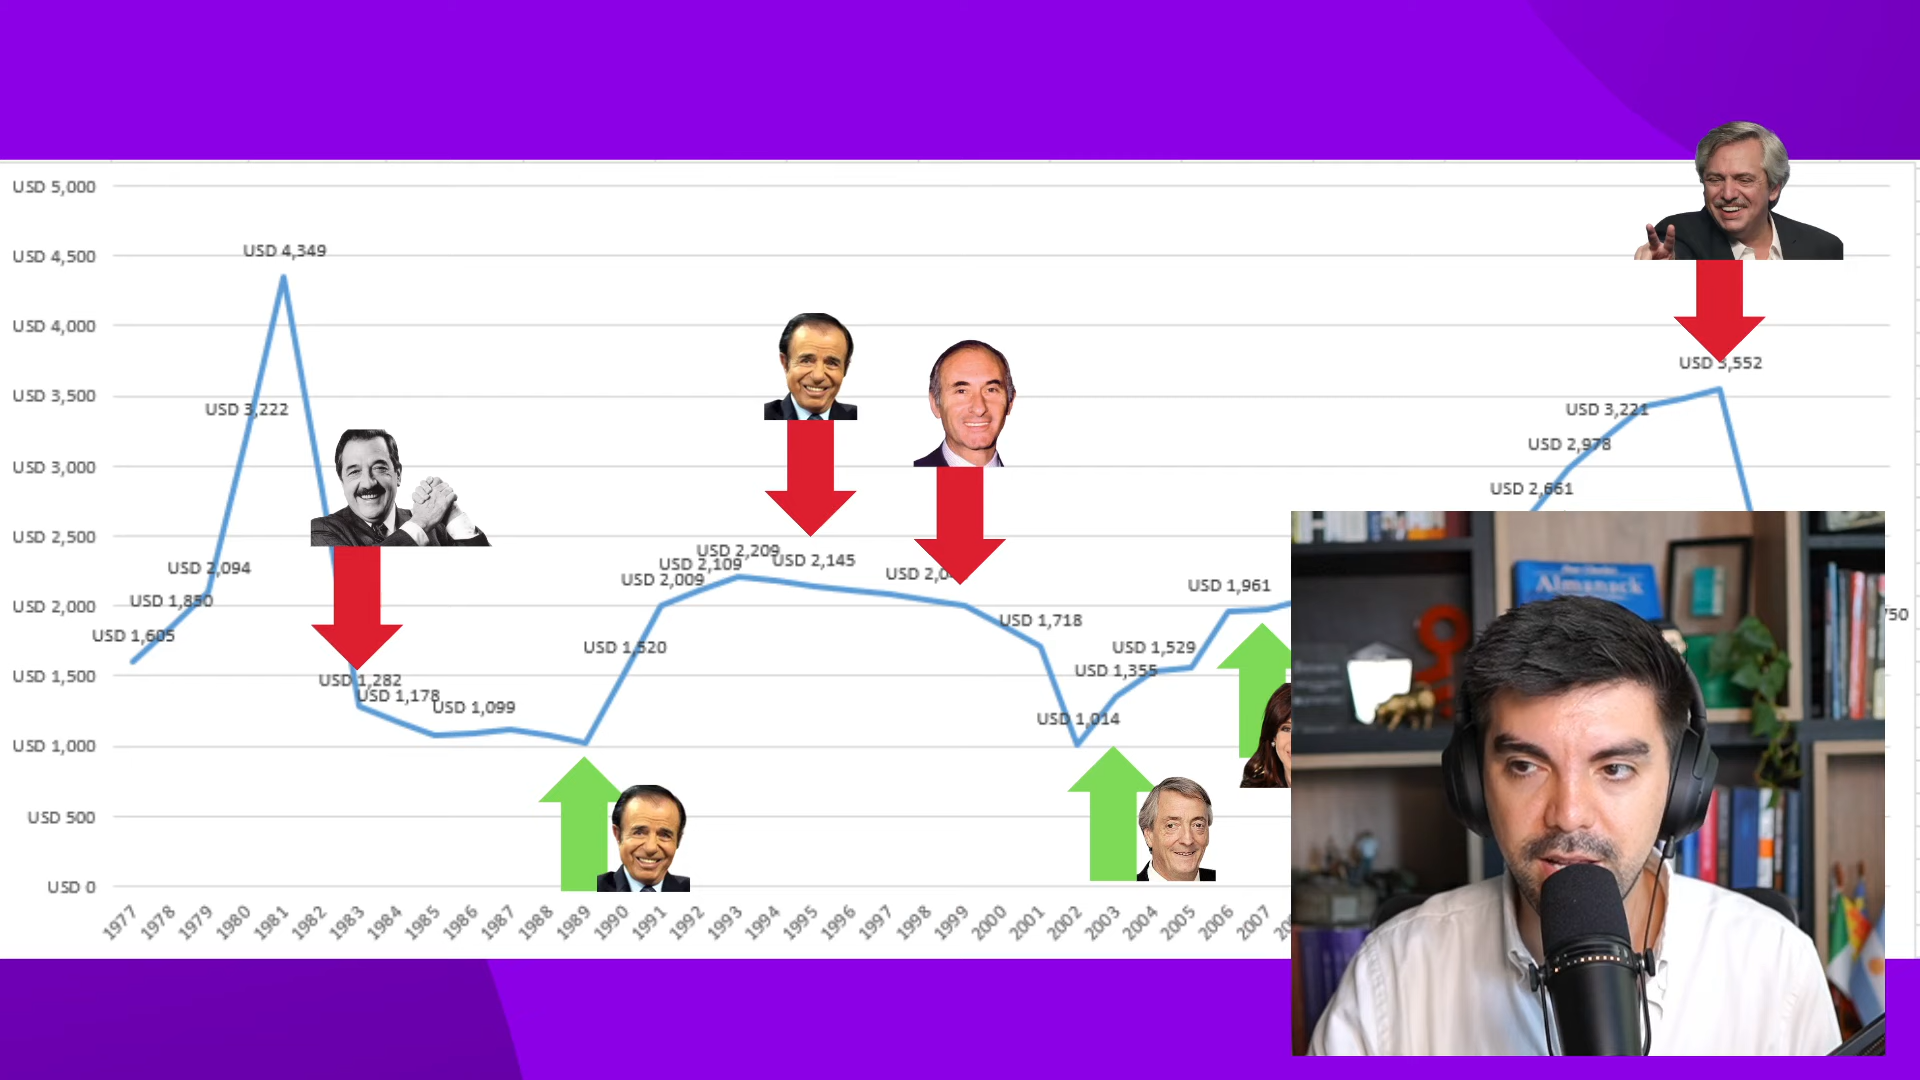 USD 5,000
USD 4,500
USD 4,000
USD 3,500
USD 3,000
USD 2,500
USD 2,000
USD 1,500
USD 1,000
USD 500
USD 0
USD 1,605
USD 1,850
USD 2,094
USD 3,222
USD 4,349
USD 1,282
USD 1,178
USD 1,099
USD 1,520
USD 2,009
USD 2,109
USD 2,209
USD 2,145
USD 2,0
USD 1,718
USD 1,014
USD 1,355
USD 1,529
USD 1,961
USD 2,661
USD 2,978
USD 3,221
USD 3,552
750
1977
1978
1979
1980
1981
1982
1983
1984
1985
1986
1987
1988
1989
1990
1991
1992
1993
1994
1995
1996
1997
1998
1999
2000
2001
2002
2003
2004
2005
2006
2007
Almanack